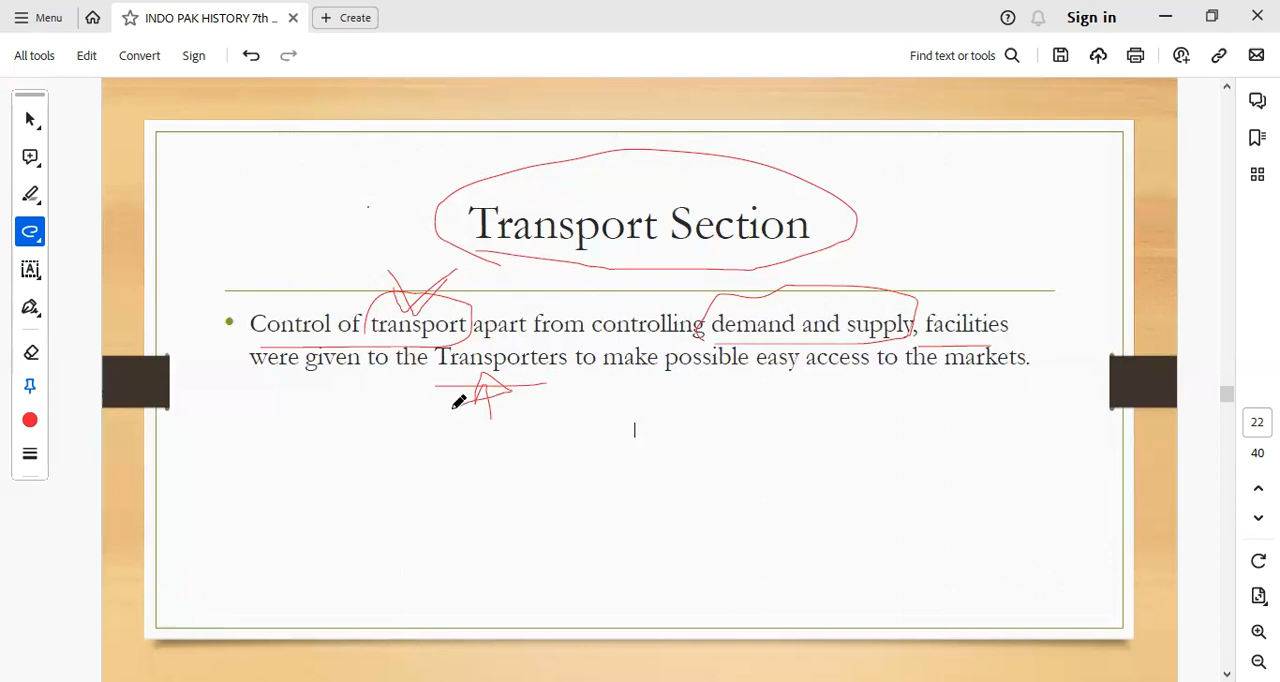 Menu
INDO PAK HISTORY 7th ...
Create
Sign in
All tools
Edit
Convert
Sign
Find text or tools
Transport Section
• Control of transport apart from controlling demand and supply, facilities
were given to the Transporters to make possible easy access to the markets.
22
40